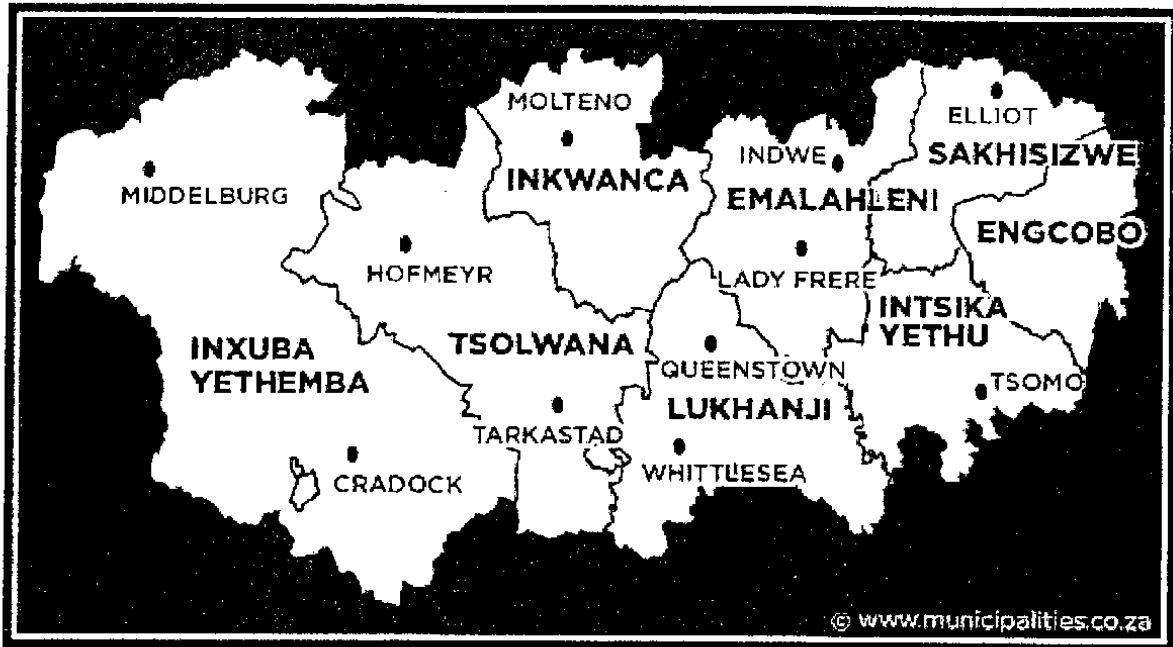 MOLTENO
ELLIOT
INDWE
SAKHISIZWE
MIDDELBURG
INKWANCA
EMALAHLENI
ENGCOBO
HOFMEYR
LADY FRERE
INTSIKA
YETHU
INXUBA
YETHEMBA
TSOLWANA
QUEENSTOWN
TSOMO
LUKHANJI
TARKASTAD
WHITTLESEA
CRADOCK
© www.municipalities.co.za